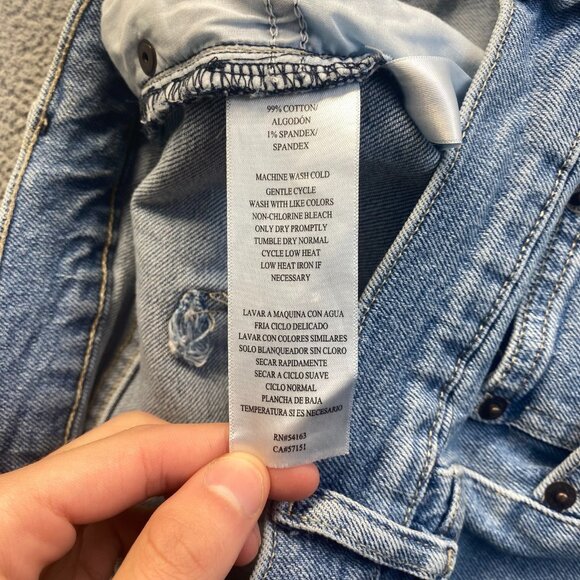 99% COTTON/
ALGODÓN
1% SPANDEX/
SPANDEX
MACHINE WASH COLD
GENTLE CYCLE
WASH WITH LIKE COLORS
NON-CHLORINE BLEACH
ONLY DRY PROMPTLY
TUMBLE DRY NORMAL
CYCLE LOW HEAT
LOW HEAT IRON IF
NECESSARY
LAVAR A MAQUINA CON AGUA
FRIA CICLO DELICADO
LAVAR CON COLORES SIMILARES
SOLO BLANQUEADOR SIN CLORO
SECAR RAPIDAMENTE
SECAR A CICLO SUAVE
CICLO NORMAL
PLANCHA DE BAJA
TEMPERATURA SI ES NECESARIO
RN#54163
CA#57151